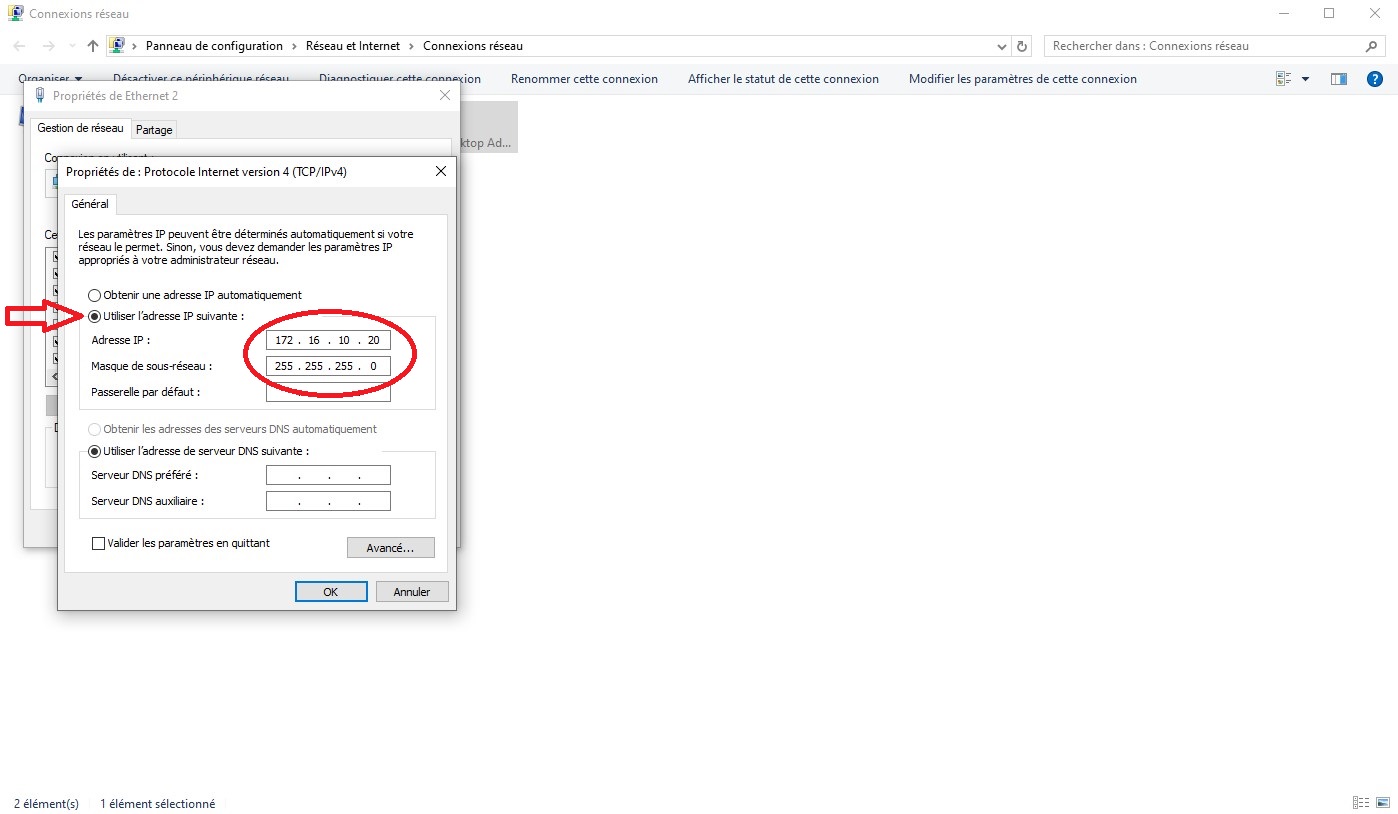 Connexions réseau
Panneau de configuration › Réseau et Internet › Connexions réseau
Rechercher dans : Connexions réseau
Organiser Désactiver ce périphérique réseau Diagnostiquer cette connexion Renommer cette connexion Afficher le statut de cette connexion Modifier les paramètres de cette connexion
Propriétés de Ethernet 2
Gestion de réseau Partage
ktop Ad...
Propriétés de : Protocole Internet version 4 (TCP/IPv4)
Général
Les paramètres IP peuvent être déterminés automatiquement si votre
réseau le permet. Sinon, vous devez demander les paramètres IP
appropriés à votre administrateur réseau.
Obtenir une adresse IP automatiquement
Utiliser l'adresse IP suivante :
Adresse IP : 172 . 16 . 10 . 20
Masque de sous-réseau : 255 . 255 . 255 . 0
Passerelle par défaut :
Obtenir les adresses des serveurs DNS automatiquement
Utiliser l'adresse de serveur DNS suivante :
Serveur DNS préféré : . . .
Serveur DNS auxiliaire : . . .
Valider les paramètres en quittant
Avancé...
OK Annuler
2 élément(s) 1 élément sélectionné